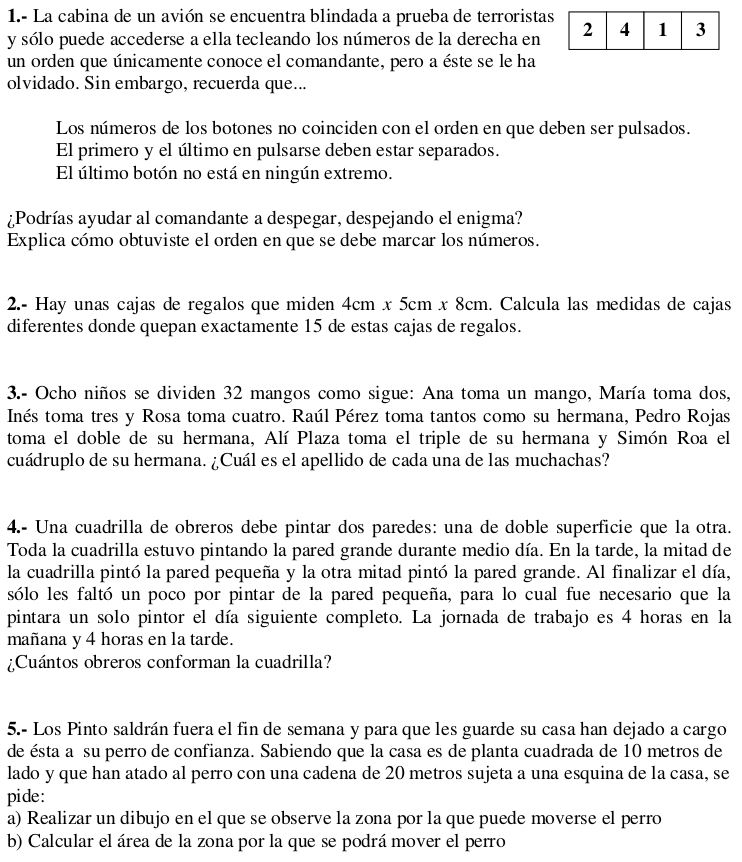 1.- La cabina de un avión se encuentra blindada a prueba de terroristas
y sólo puede accederse a ella tecleando los números de la derecha en
un orden que únicamente conoce el comandante, pero a éste se le ha
olvidado. Sin embargo, recuerda que...
2 4 1 3
Los números de los botones no coinciden con el orden en que deben ser pulsados.
El primero y el último en pulsarse deben estar separados.
El último botón no está en ningún extremo.
¿Podrías ayudar al comandante a despegar, despejando el enigma?
Explica cómo obtuviste el orden en que se debe marcar los números.
2.- Hay unas cajas de regalos que miden 4cm x 5cm x 8cm. Calcula las medidas de cajas
diferentes donde quepan exactamente 15 de estas cajas de regalos.
3.- Ocho niños se dividen 32 mangos como sigue: Ana toma un mango, María toma dos,
Inés toma tres y Rosa toma cuatro. Raúl Pérez toma tantos como su hermana, Pedro Rojas
toma el doble de su hermana, Alí Plaza toma el triple de su hermana y Simón Roa el
cuádruplo de su hermana. ¿Cuál es el apellido de cada una de las muchachas?
4.- Una cuadrilla de obreros debe pintar dos paredes: una de doble superficie que la otra.
Toda la cuadrilla estuvo pintando la pared grande durante medio día. En la tarde, la mitad de
la cuadrilla pintó la pared pequeña y la otra mitad pintó la pared grande. Al finalizar el día,
sólo les faltó un poco por pintar de la pared pequeña, para lo cual fue necesario que la
pintara un solo pintor el día siguiente completo. La jornada de trabajo es 4 horas en la
mañana y 4 horas en la tarde.
¿Cuántos obreros conforman la cuadrilla?
5.- Los Pinto saldrán fuera el fin de semana y para que les guarde su casa han dejado a cargo
de ésta a su perro de confianza. Sabiendo que la casa es de planta cuadrada de 10 metros de
lado y que han atado al perro con una cadena de 20 metros sujeta a una esquina de la casa, se
pide:
a) Realizar un dibujo en el que se observe la zona por la que puede moverse el perro
b) Calcular el área de la zona por la que se podrá mover el perro